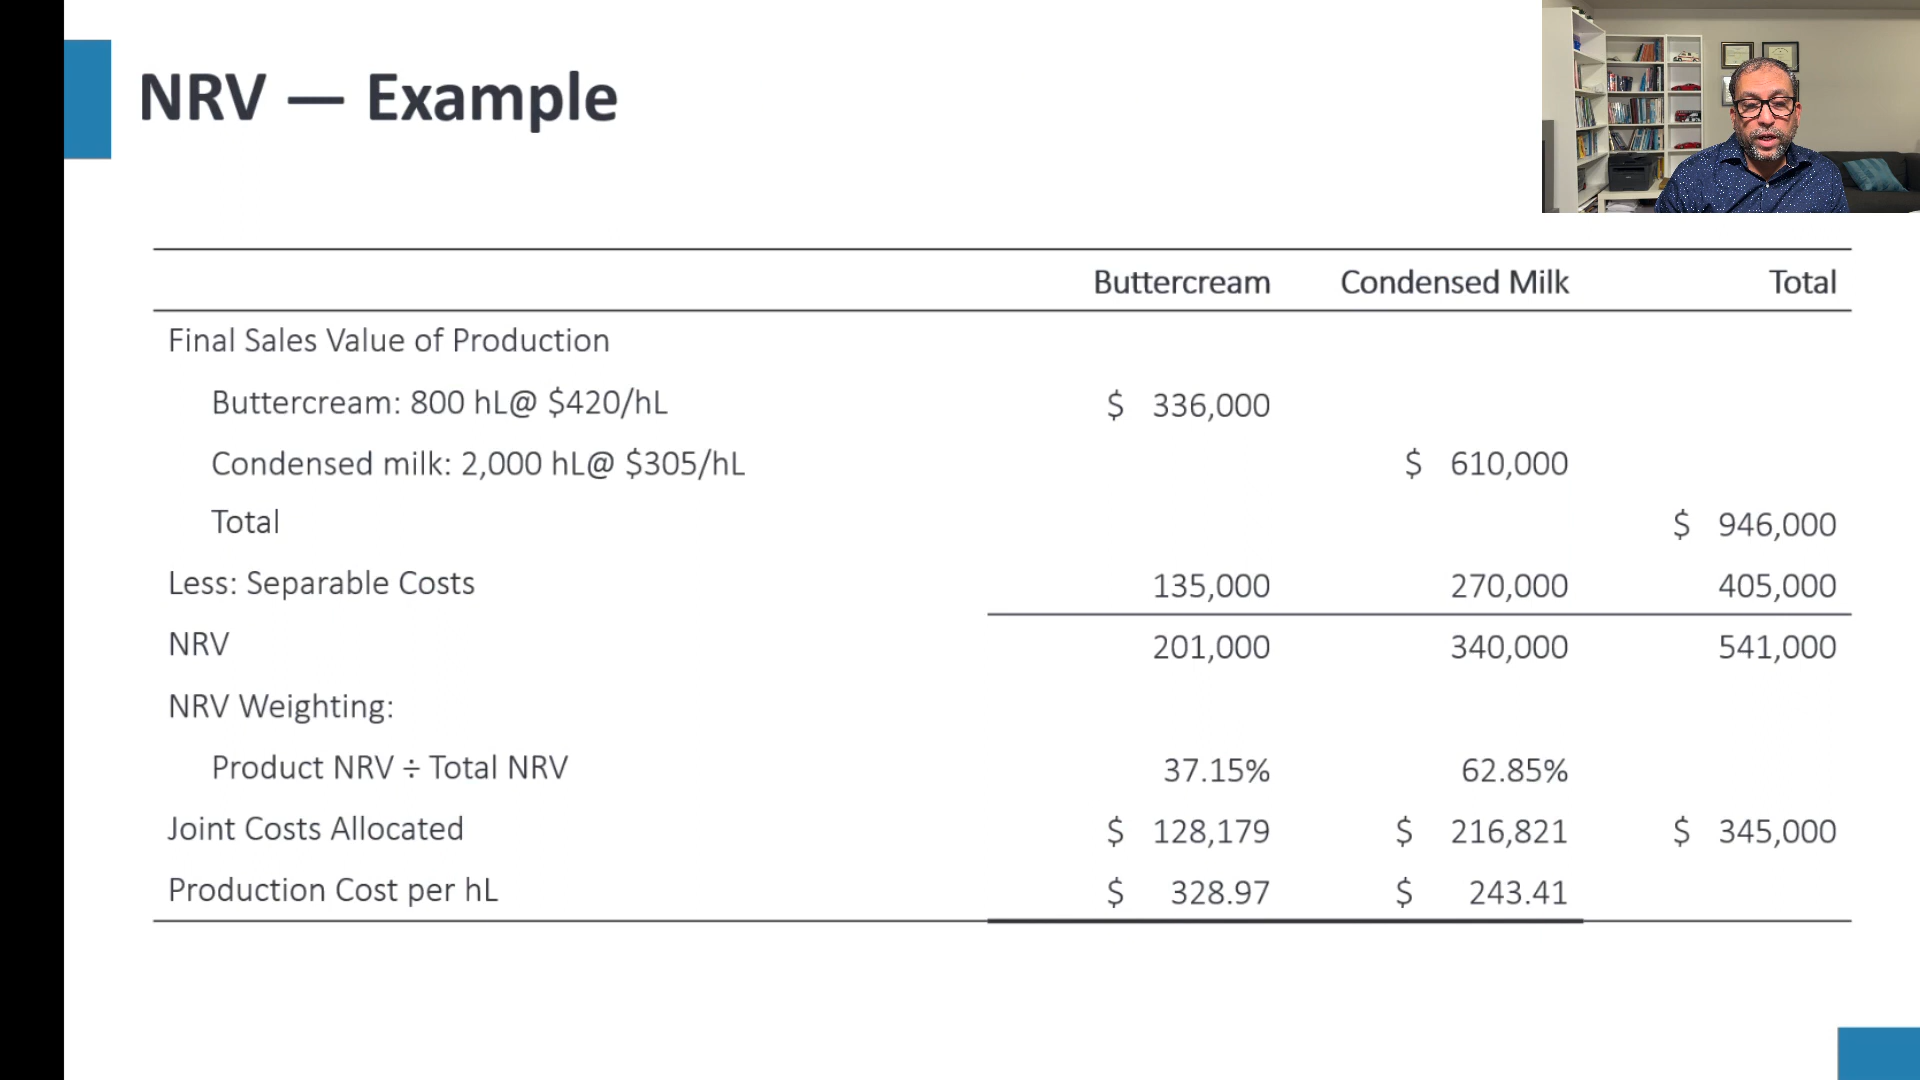 NRV — Example
Buttercream Condensed Milk Total
Final Sales Value of Production
Buttercream: 800 hL@ $420/hL $ 336,000
Condensed milk: 2,000 hL@ $305/hL $ 610,000
Total $ 946,000
Less: Separable Costs 135,000 270,000 405,000
NRV 201,000 340,000 541,000
NRV Weighting:
Product NRV ÷ Total NRV 37.15% 62.85%
Joint Costs Allocated $ 128,179 $ 216,821 $ 345,000
Production Cost per hL $ 328.97 $ 243.41